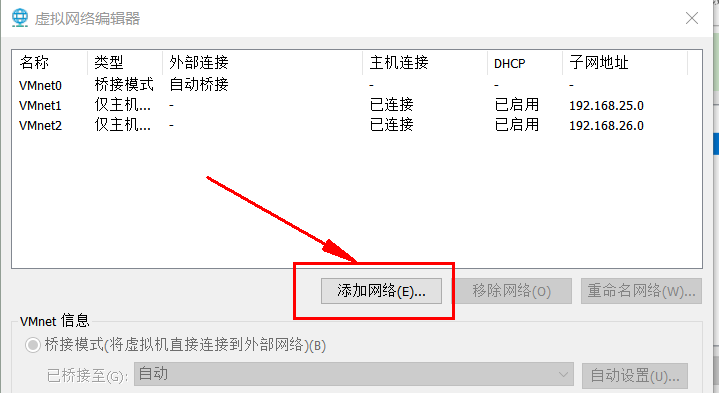 虚拟网络编辑器
名称 类型 外部连接 主机连接 DHCP 子网地址
VMnet0 桥接模式 自动桥接 - - -
VMnet1 仅主机... - 已连接 已启用 192.168.25.0
VMnet2 仅主机... - 已连接 已启用 192.168.26.0
添加网络(E)... 移除网络(O) 重命名网络(W)...
VMnet 信息
桥接模式(将虚拟机直接连接到外部网络)(B)
已桥接至(G): 自动 自动设置(U)...